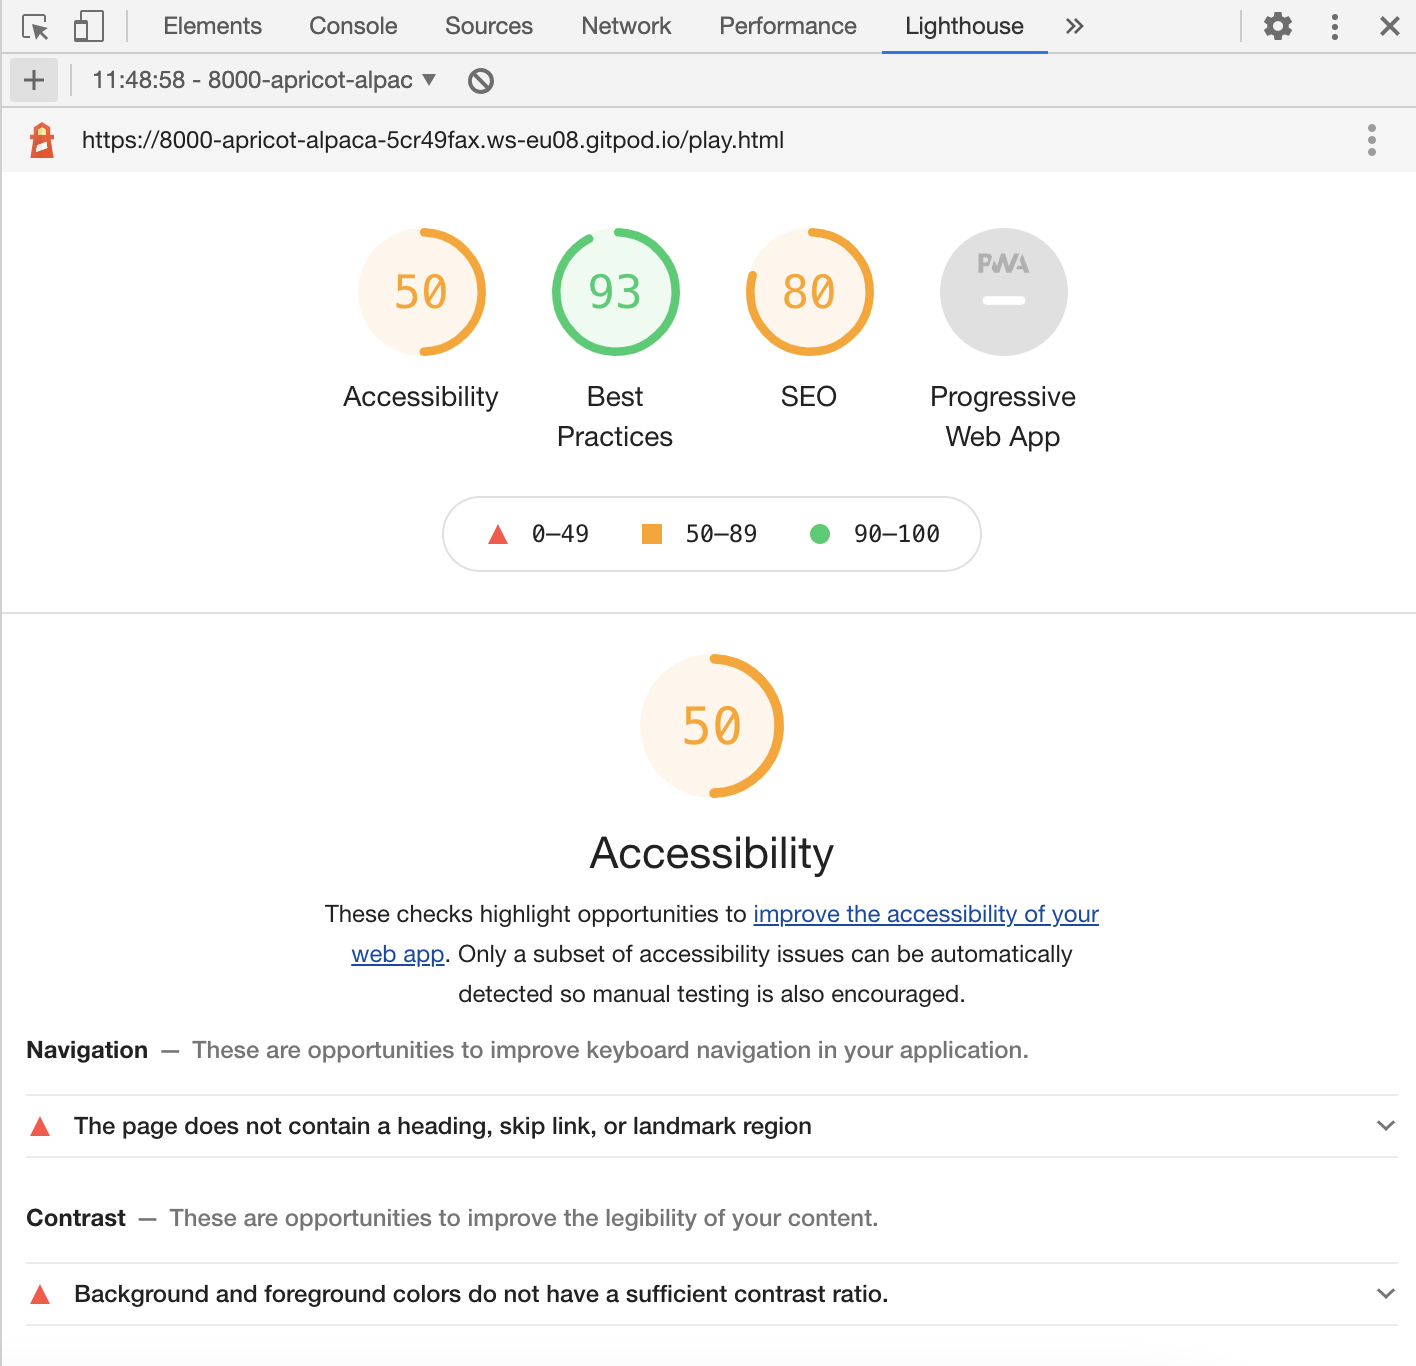 Elements Console Sources Network Performance Lighthouse
11:48:58 - 8000-apricot-alpac
https://8000-apricot-alpaca-5cr49fax.ws-eu08.gitpod.io/play.html
50 93 80 PWA
Accessibility Best Practices SEO Progressive Web App
0–49 50–89 90–100
50
Accessibility
These checks highlight opportunities to improve the accessibility of your
web app. Only a subset of accessibility issues can be automatically
detected so manual testing is also encouraged.
Navigation — These are opportunities to improve keyboard navigation in your application.
The page does not contain a heading, skip link, or landmark region
Contrast — These are opportunities to improve the legibility of your content.
Background and foreground colors do not have a sufficient contrast ratio.